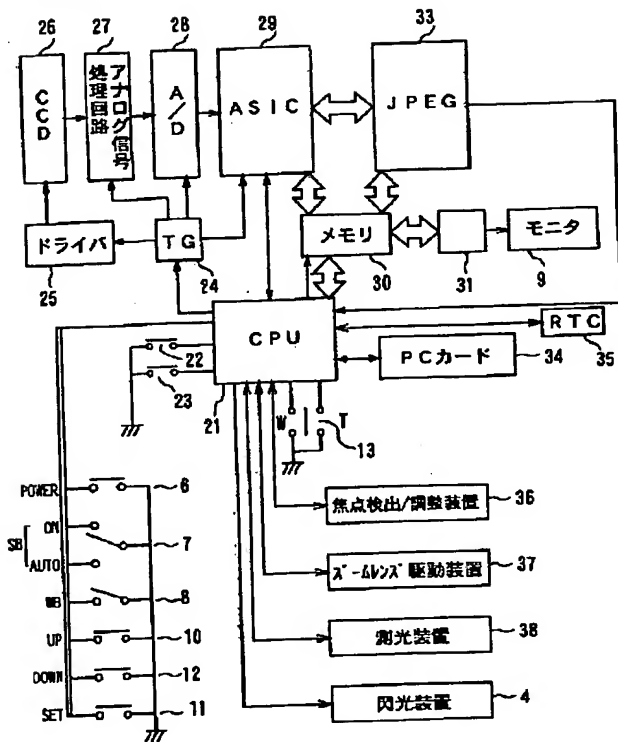 26
27
28
29
33
CCD
アナログ信号
処理回路
A/D
ASIC
JPEG
ドライバ
TG
メモリ
モニタ
25
24
30
31
9
CPU
RTC
22
PCカード
34
35
23
21
W
T
13
POWER
6
焦点検出/調整装置
36
ON
SB
7
AUTO
ズームレンズ駆動装置
37
WB
8
UP
10
測光装置
38
DOWN
12
SET
11
閃光装置
4